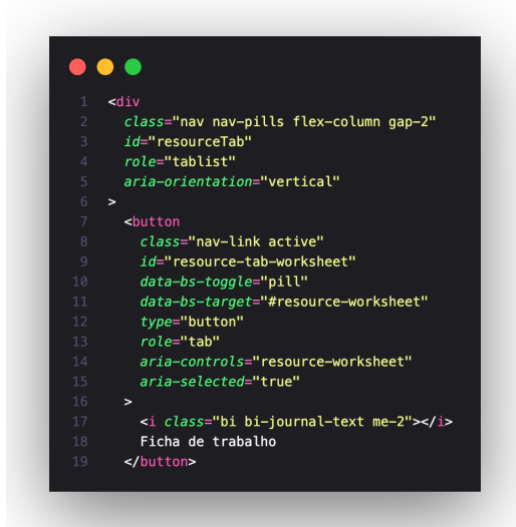 1 <div
2 class="nav nav-pills flex-column gap-2"
3 id="resourceTab"
4 role="tablist"
5 aria-orientation="vertical"
6 >
7 <button
8 class="nav-link active"
9 id="resource-tab-worksheet"
10 data-bs-toggle="pill"
11 data-bs-target="#resource-worksheet"
12 type="button"
13 role="tab"
14 aria-controls="resource-worksheet"
15 aria-selected="true"
16 >
17 <i class="bi bi-journal-text me-2"></i>
18 Ficha de trabalho
19 </button>